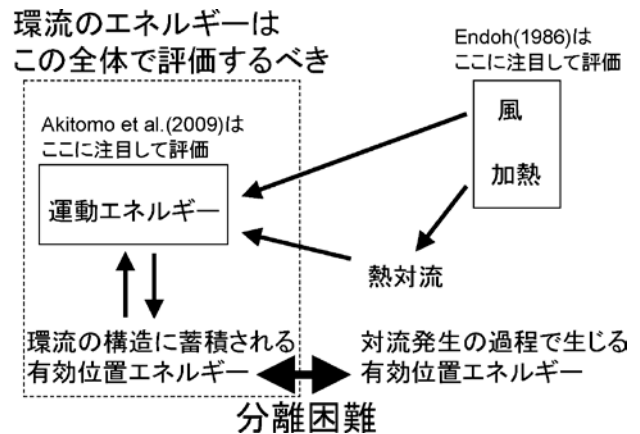 環流のエネルギーは
この全体で評価するべき
Endoh(1986)は
ここに注目して評価
風
加熱
Akitomo et al.(2009)は
ここに注目して評価
運動エネルギー
熱対流
環流の構造に蓄積される
有効位置エネルギー
対流発生の過程で生じる
有効位置エネルギー
分離困難